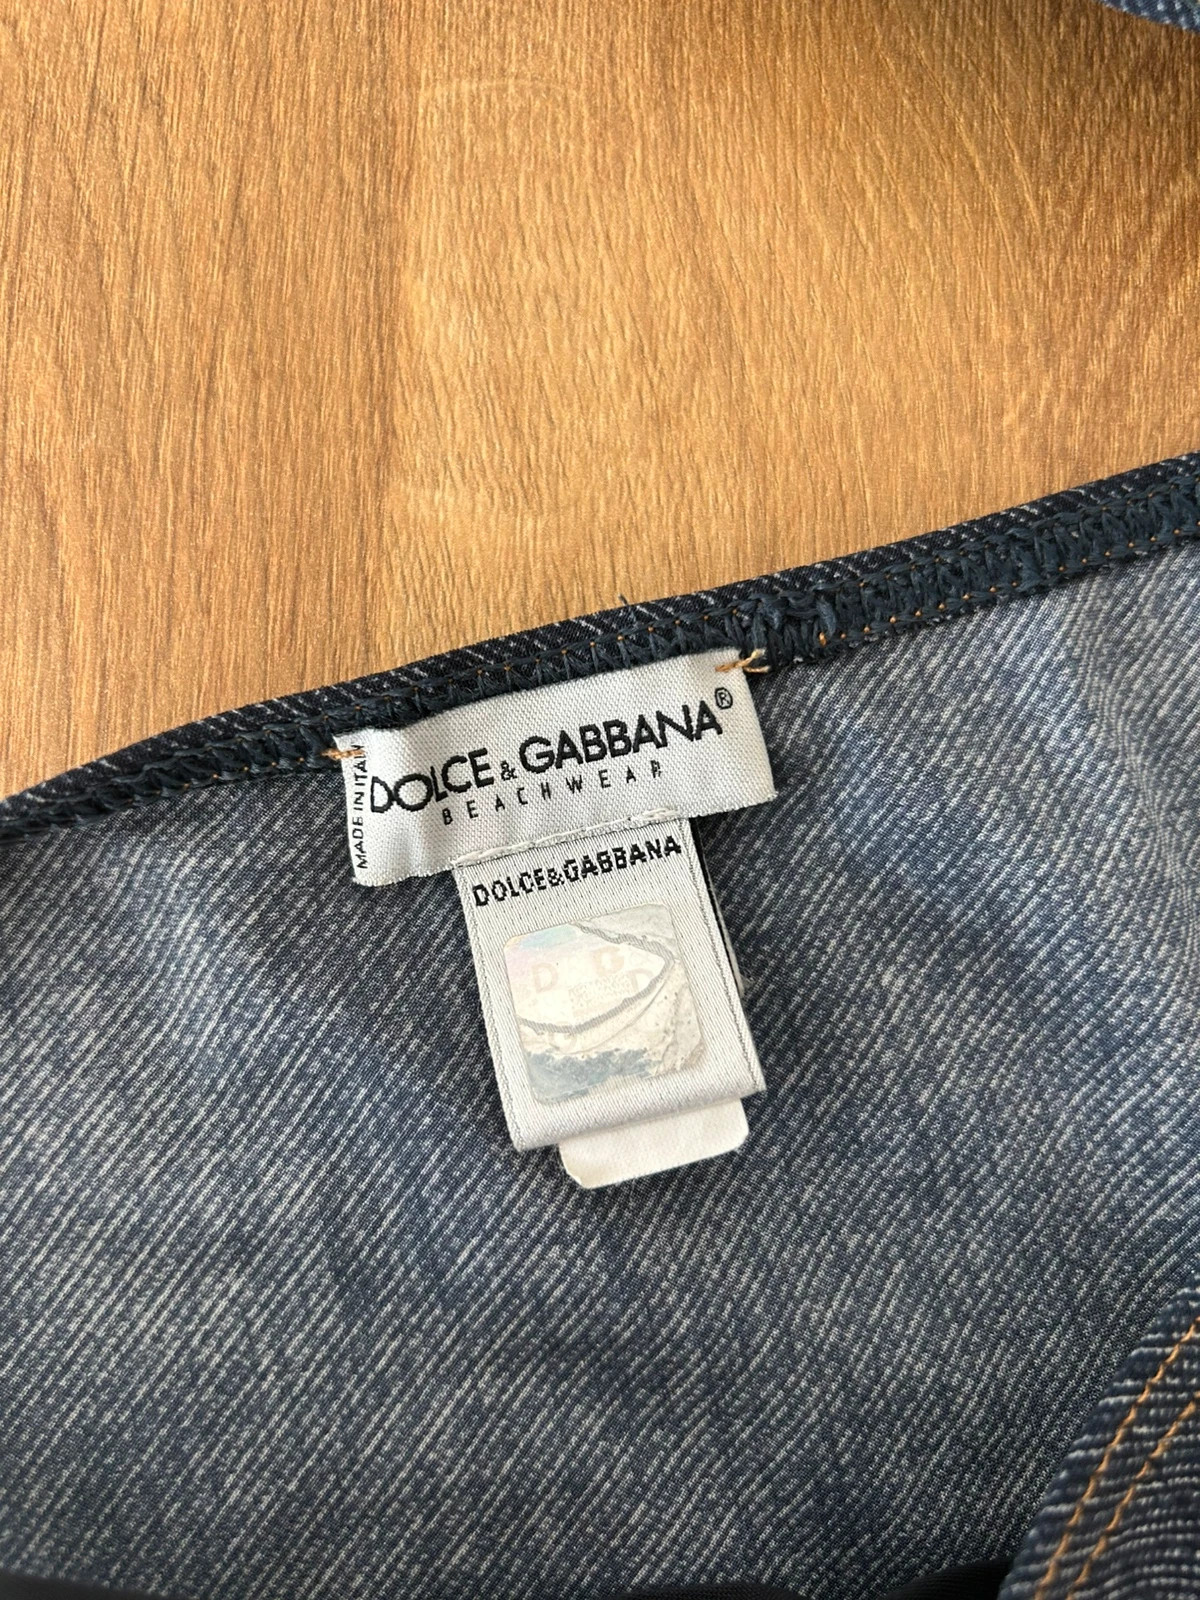 DOLCE & GABBANA®
BEACHWEAR
MADE IN ITALY
DOLCE&GABBANA
D G
D